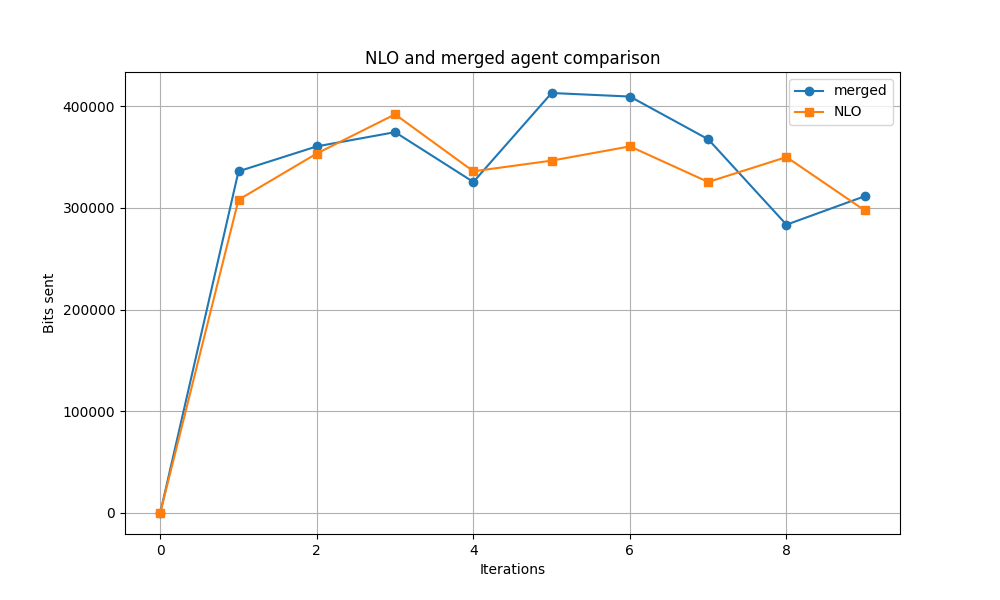 NLO and merged agent comparison
merged
NLO
400000
300000
200000
100000
0
Bits sent
0 2 4 6 8
Iterations